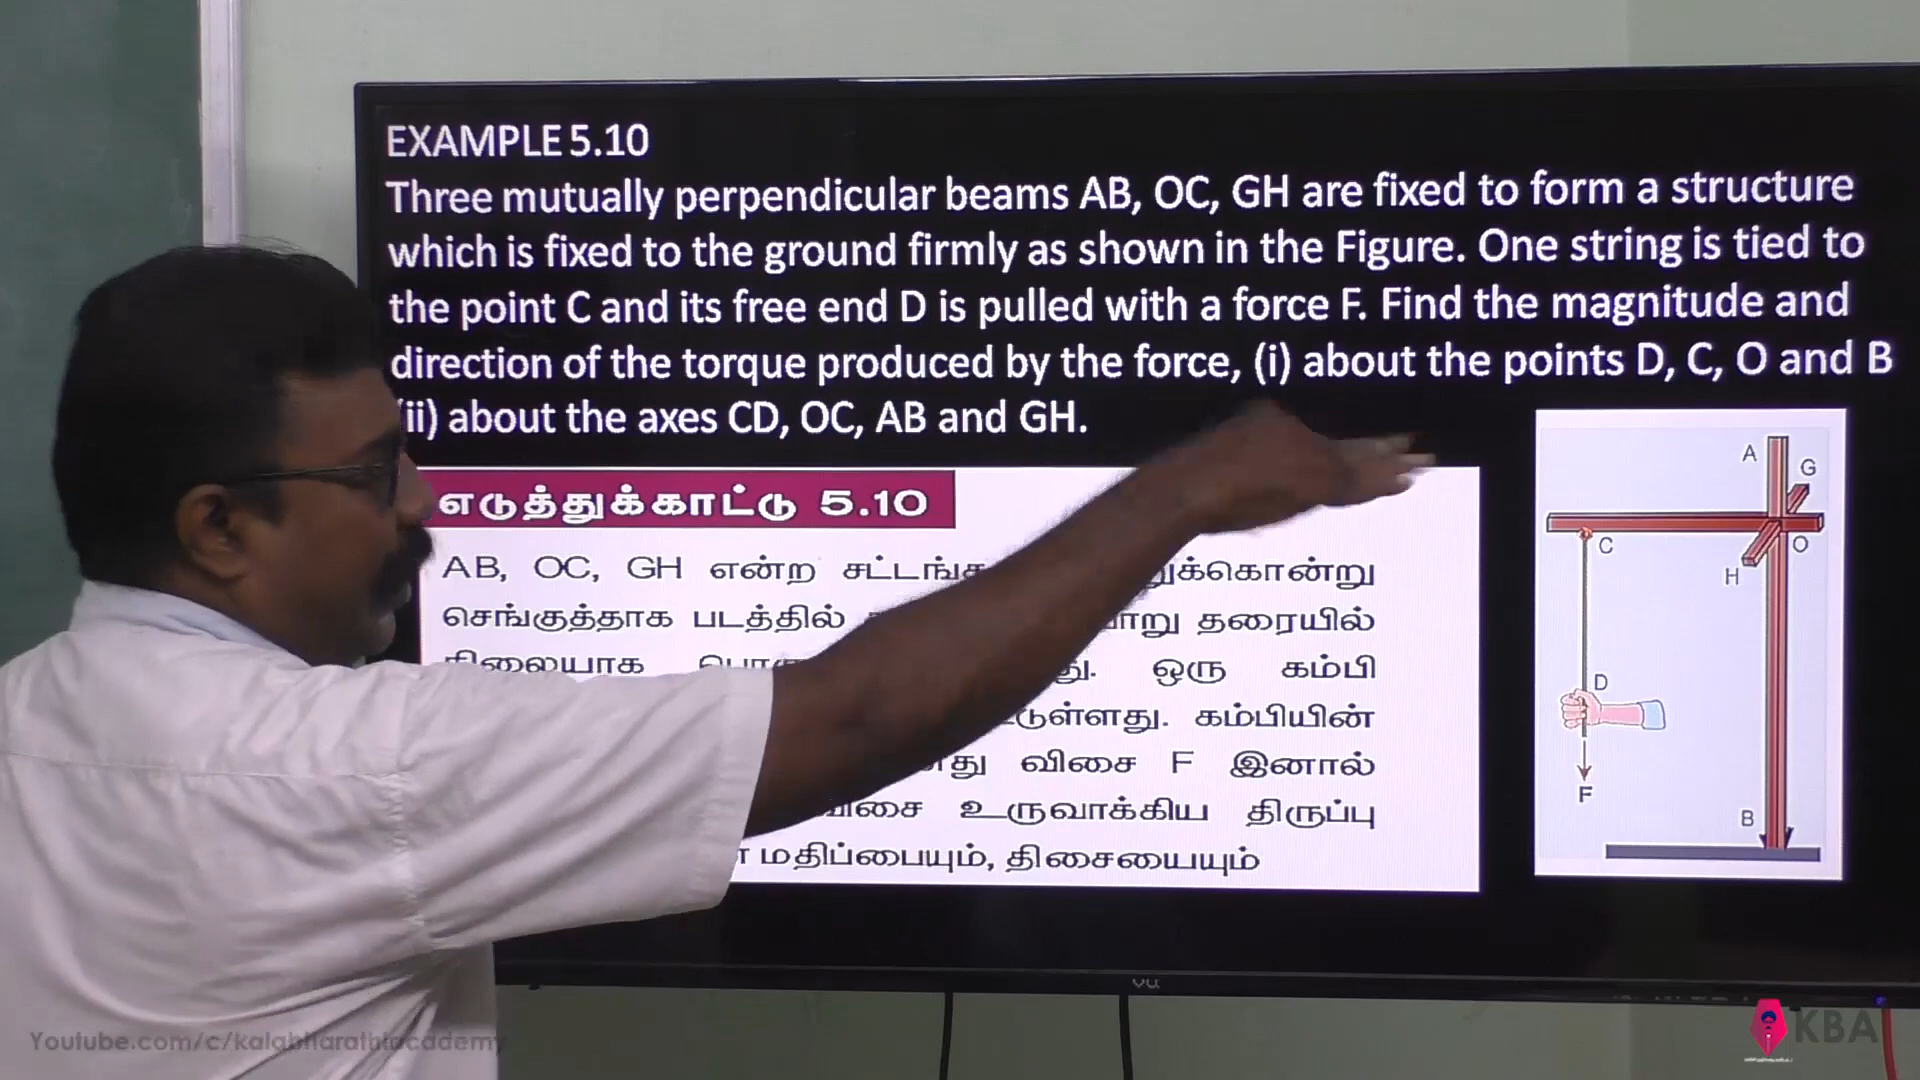 EXAMPLE 5.10
Three mutually perpendicular beams AB, OC, GH are fixed to form a structure
which is fixed to the ground firmly as shown in the Figure. One string is tied to
the point C and its free end D is pulled with a force F. Find the magnitude and
direction of the torque produced by the force, (i) about the points D, C, O and B
ii) about the axes CD, OC, AB and GH.
எடுத்துக்காட்டு 5.10
AB, OC, GH என்ற
செங்குத்தாக படத்தில் தரையில்
நிலையாக ஒரு கம்பி
கம்பியின்
விசை F இனால்
விசை உருவாக்கிய திருப்பு
மதிப்பையும், திசையையும்
A
G
C
O
H
D
F
B
KBA
Youtube.com/c/kalabharathiacademy